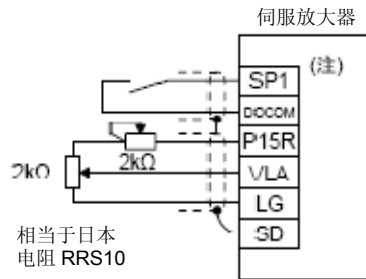 伺服放大器
(注)
SP1
DIOCOM
P15R
2kΩ
2kΩ
VLA
LG
SD
相当于日本
电阻 RRS10